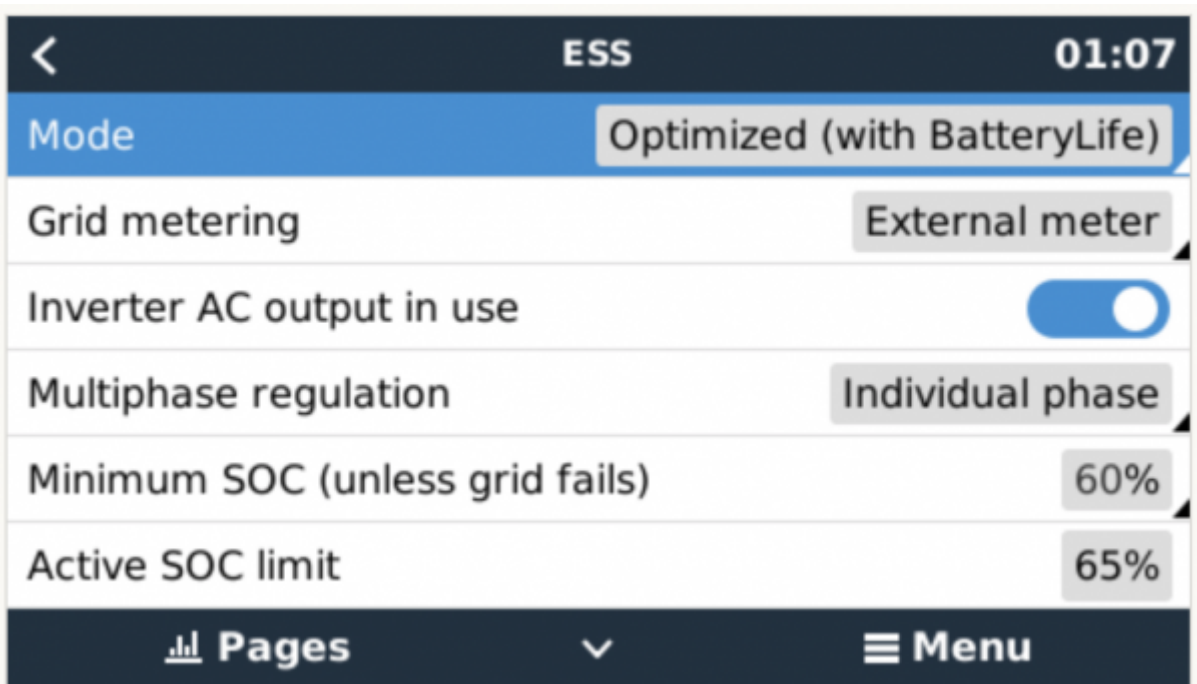 ESS 01:07
Mode Optimized (with BatteryLife)
Grid metering External meter
Inverter AC output in use
Multiphase regulation Individual phase
Minimum SOC (unless grid fails) 60%
Active SOC limit 65%
Pages Menu